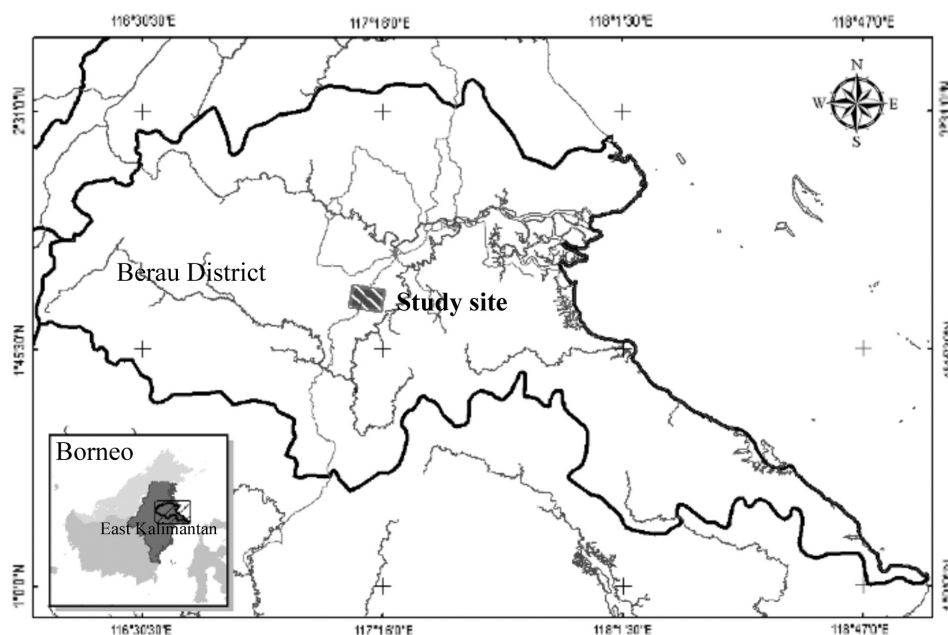 116°30'30"E 117°16'0"E 118°1'30"E 118°47'0"E
N
W E
S
2°31'0"N
Berau District
Study site
1°45'30"N
Borneo
East Kalimantan
1°0'0"N
116°30'30"E 117°16'0"E 118°1'30"E 118°47'0"E